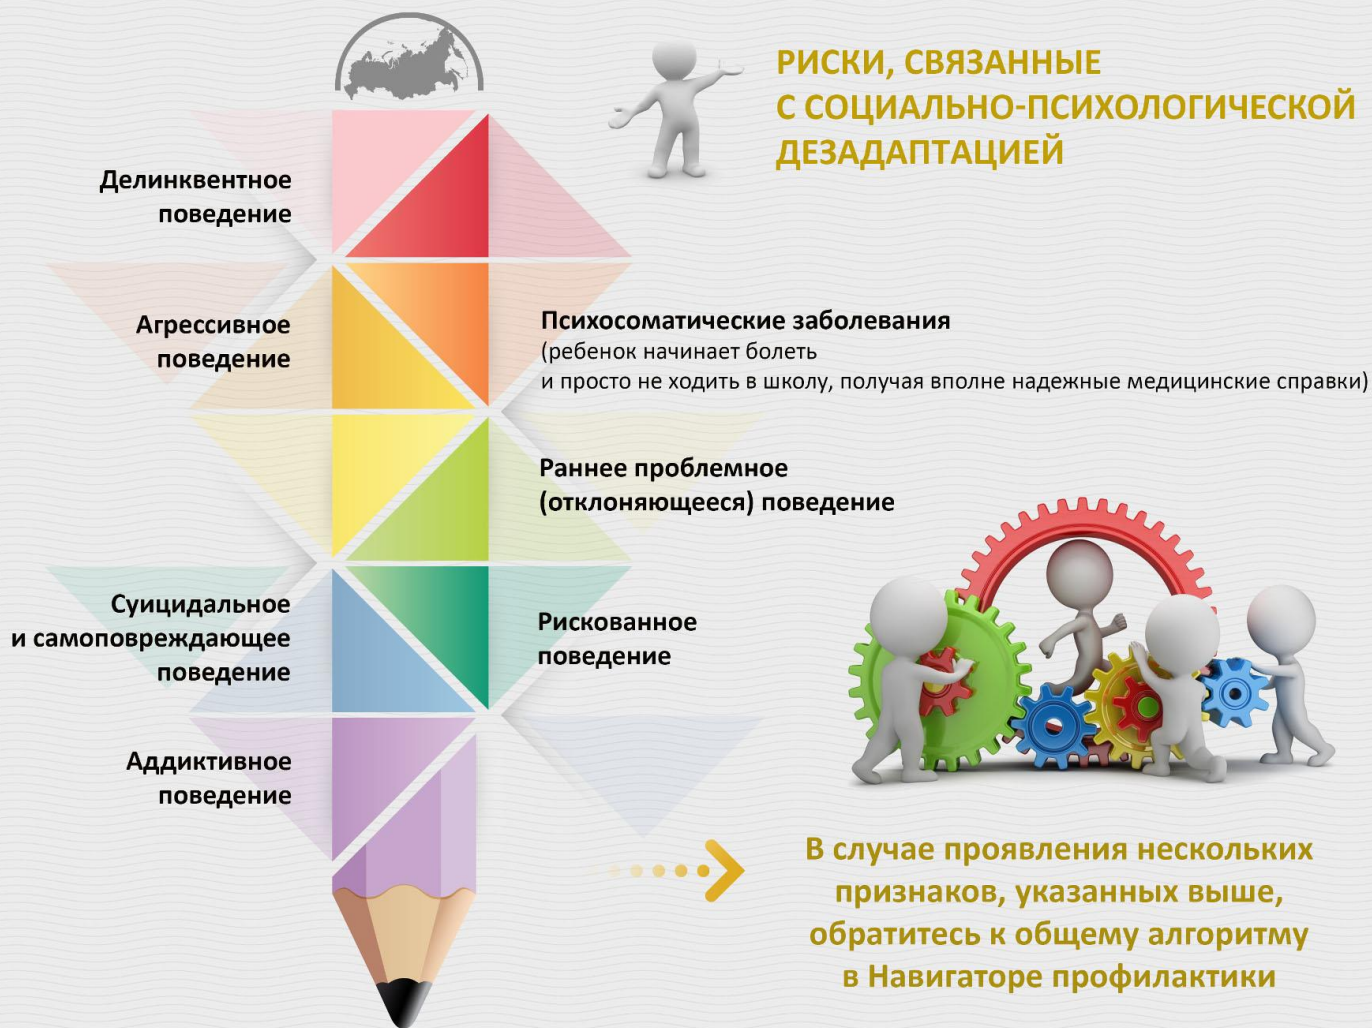 РИСКИ, СВЯЗАННЫЕ
С СОЦИАЛЬНО-ПСИХОЛОГИЧЕСКОЙ
ДЕЗАДАПТАЦИЕЙ
Делинквентное
поведение
Агрессивное
поведение
Психосоматические заболевания
(ребенок начинает болеть
и просто не ходить в школу, получая вполне надежные медицинские справки)
Раннее проблемное
(отклоняющееся) поведение
Суицидальное
и самоповреждающее
поведение
Рискованное
поведение
Аддиктивное
поведение
В случае проявления нескольких
признаков, указанных выше,
обратитесь к общему алгоритму
в Навигаторе профилактики